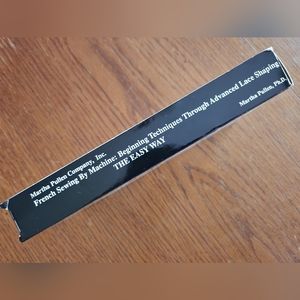 Martha Pullen Company, Inc.
French Sewing By Machine: Beginning Techniques Through Advanced Lace Shaping
THE EASY WAY
Martha Pullen, Ph.D.